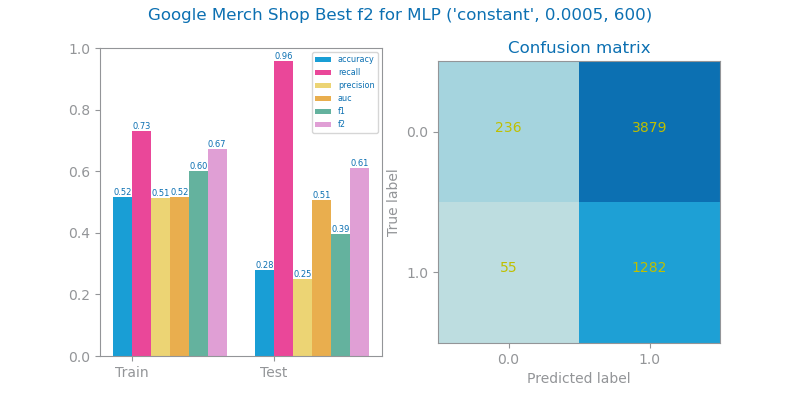 Google Merch Shop Best f2 for MLP ('constant', 0.0005, 600)
1.0
0.8
0.6
0.4
0.2
0.0
0.52
0.73
0.51
0.52
0.60
0.67
0.28
0.96
0.25
0.51
0.39
0.61
accuracy
recall
precision
auc
f1
f2
Train
Test
Confusion matrix
True label
0.0
1.0
236
3879
55
1282
0.0
1.0
Predicted label